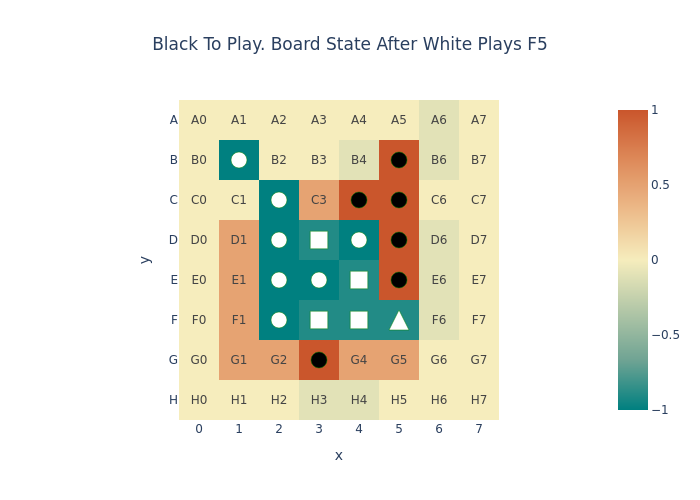 Black To Play. Board State After White Plays F5
A A0 A1 A2 A3 A4 A5 A6 A7
B B0 B2 B3 B4 B6 B7
C C0 C1 C3 C6 C7
D D0 D1 D6 D7
E E0 E1 E6 E7
F F0 F1 F6 F7
G G0 G1 G2 G4 G5 G6 G7
H H0 H1 H2 H3 H4 H5 H6 H7
0 1 2 3 4 5 6 7
x
y
1
0.5
0
−0.5
−1